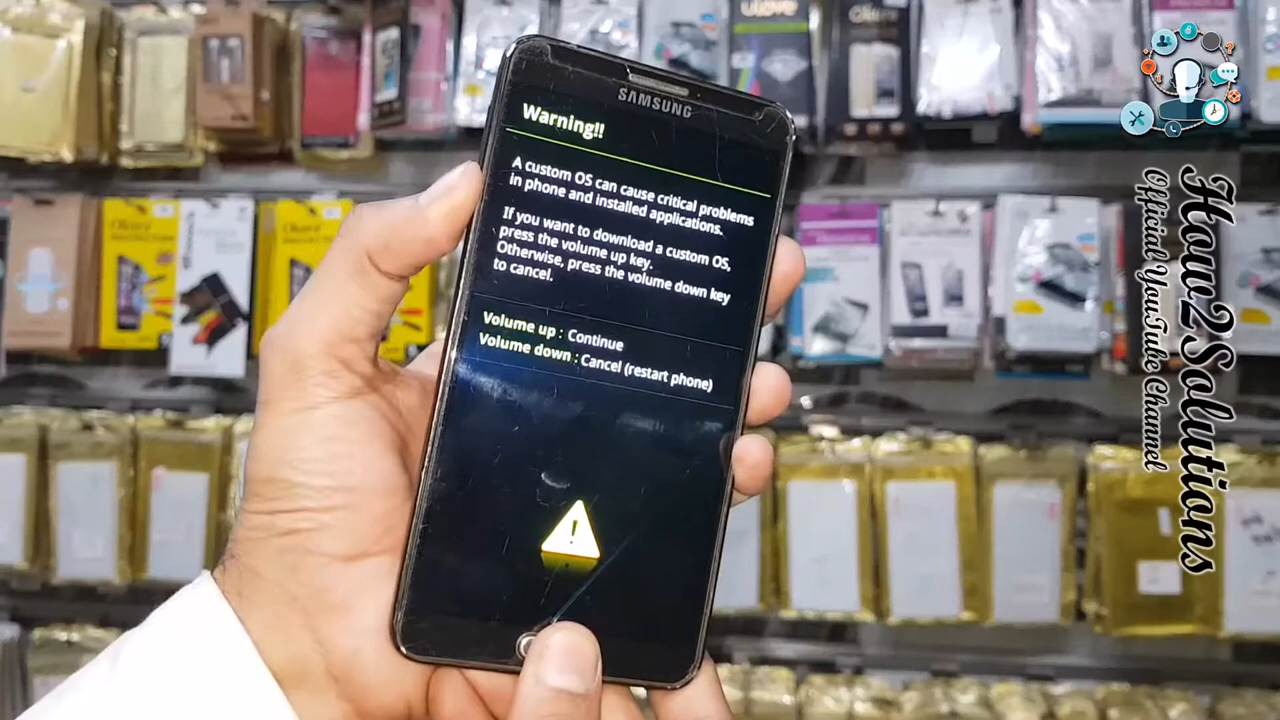 SAMSUNG
Warning!!
A custom OS can cause critical problems
in phone and installed applications.
If you want to download a custom OS,
press the volume up key.
Otherwise, press the volume down key
to cancel.
Volume up : Continue
Volume down : Cancel (restart phone)
How2Solutions
Official YouTube Channel